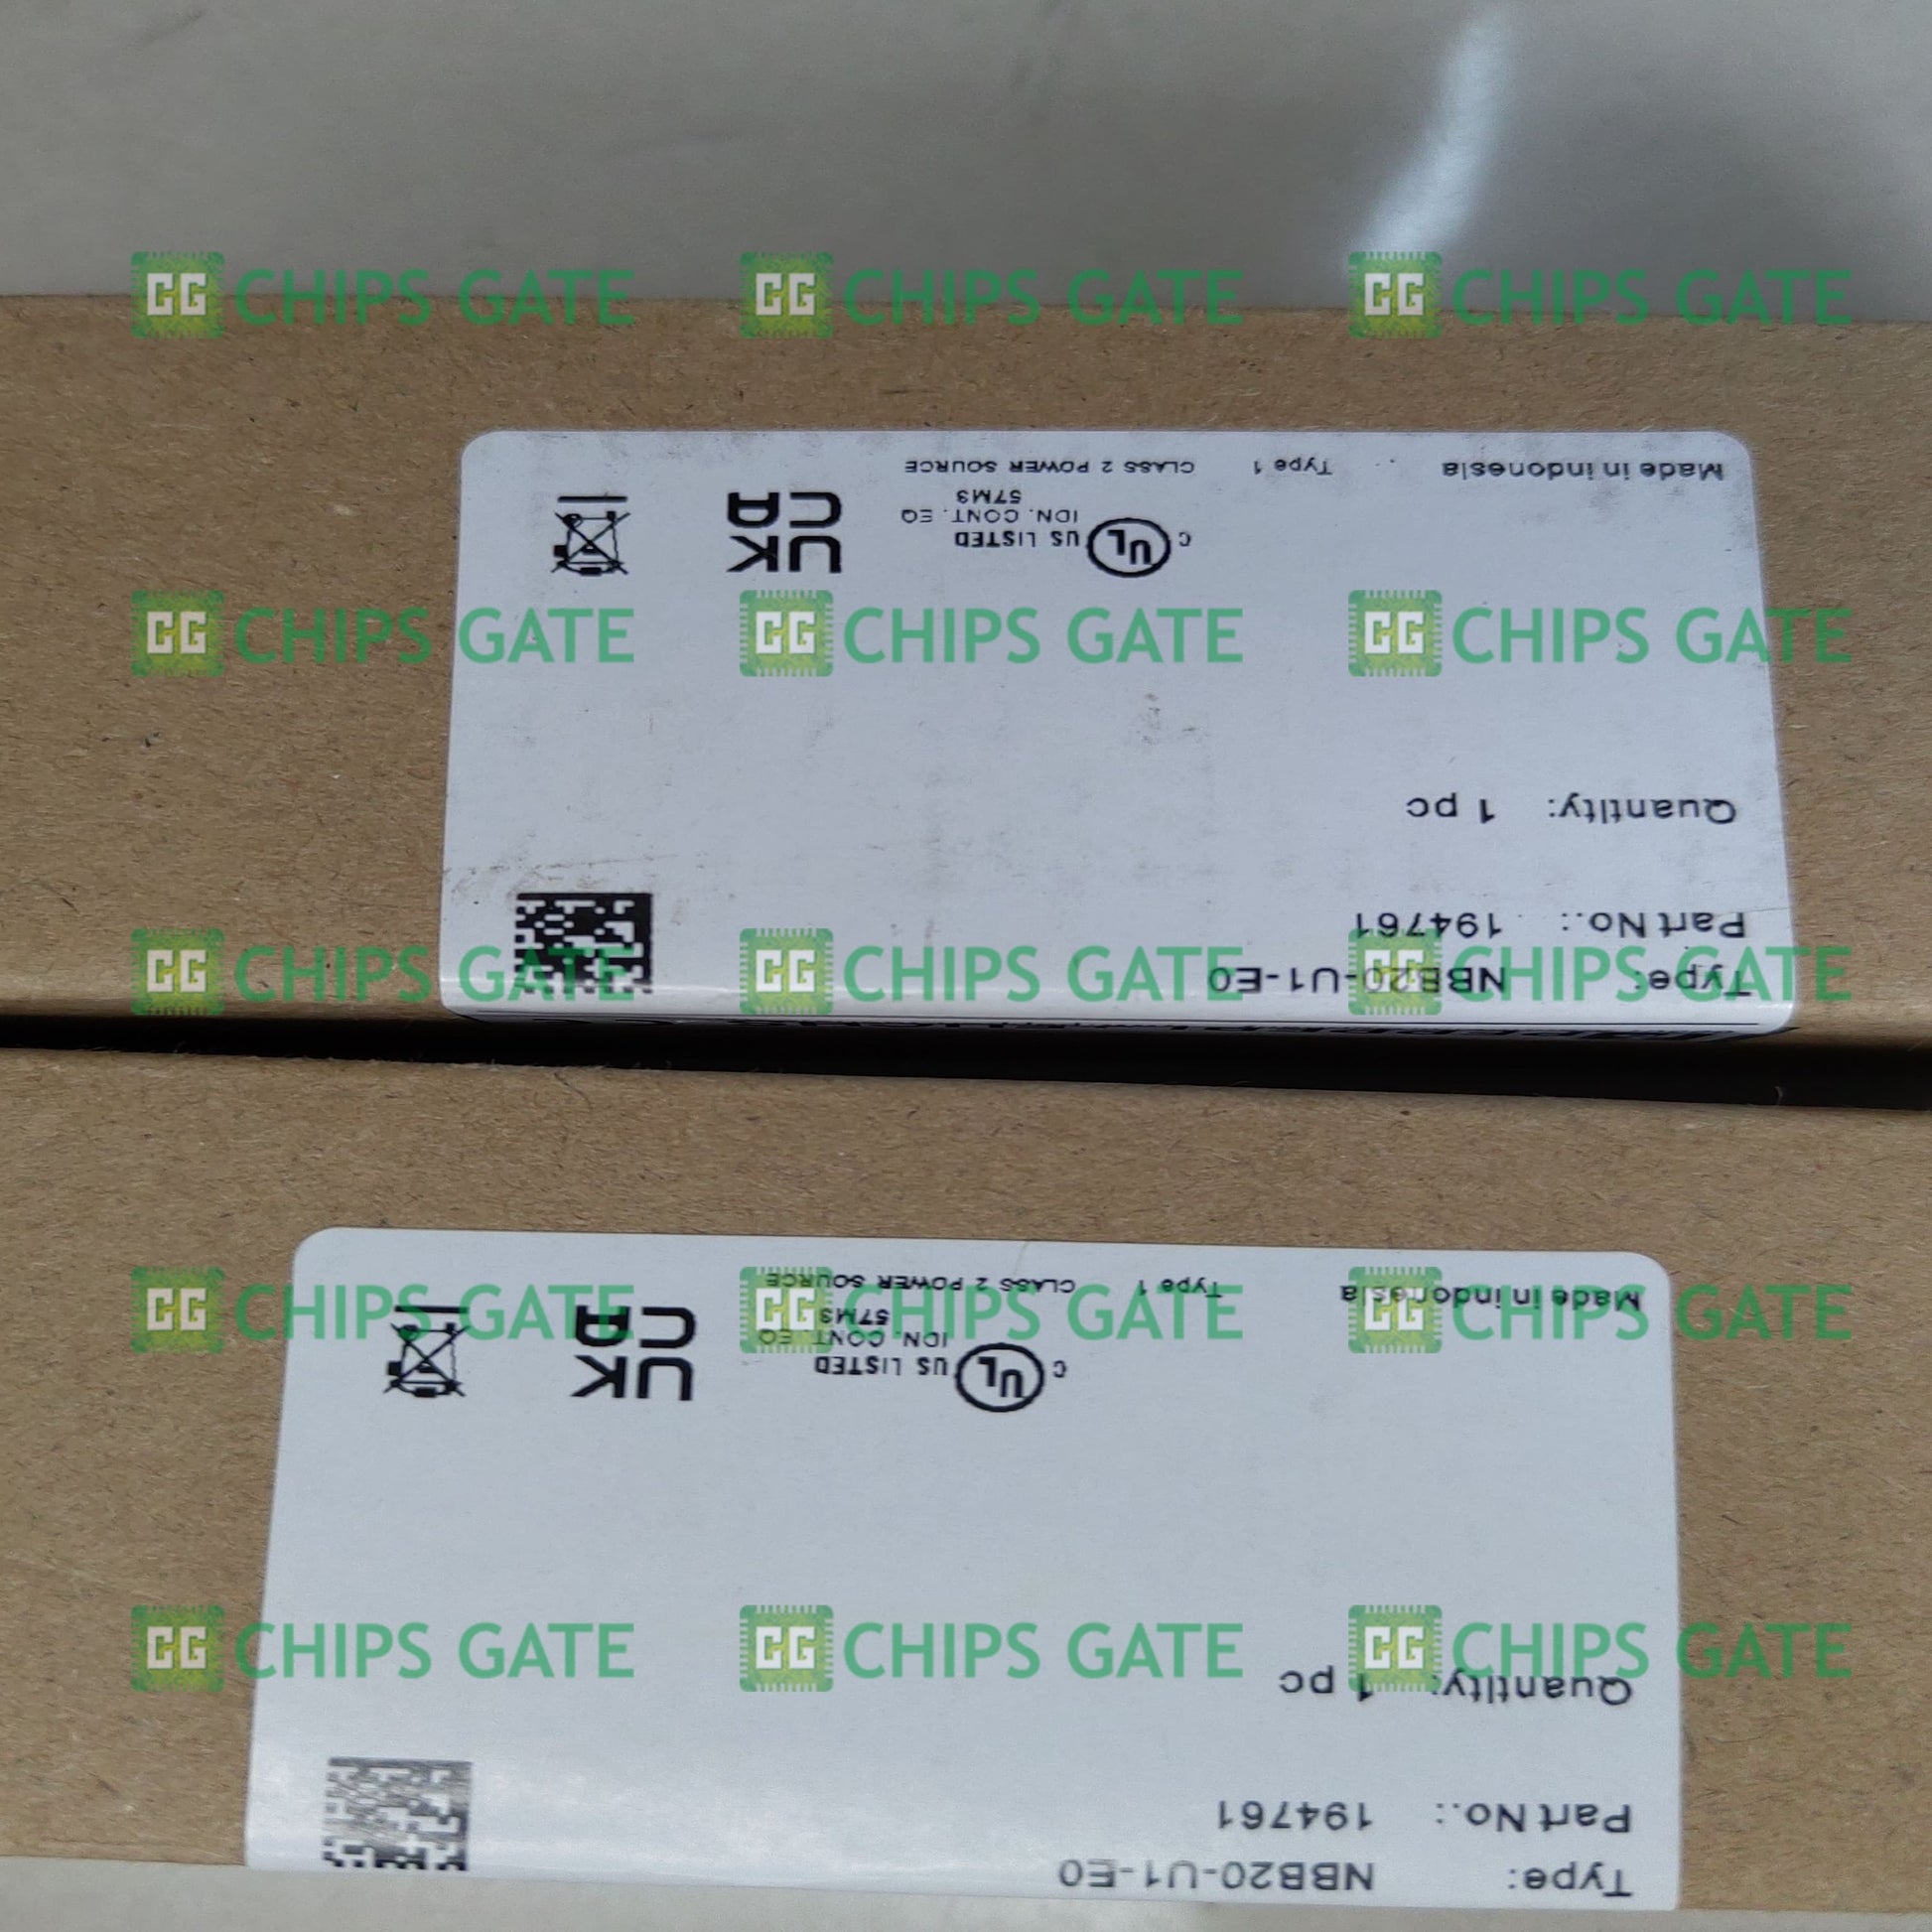 CG CHIPS GATE CG CHIPS GATE CG CHIPS GATE
CG CHIPS GATE CG CHIPS GATE CG CHIPS GATE
CG CHIPS GATE CG CHIPS GATE CG CHIPS GATE
CG CHIPS GATE CG CHIPS GATE CG CHIPS GATE
CG CHIPS GATE CG CHIPS GATE CG CHIPS GATE
Type: NBB20-U1-E0
Part No.: 194761
Quantity: 1 pc
C UL US LISTED
IDN. CONT. EQ
57M3
UK
CA
Made in Indonesia Type 1 CLASS 2 POWER SOURCE
Type: NBB20-U1-E0
Part No.: 194761
Quantity: 1 pc
C UL US LISTED
IDN. CONT. EQ
57M3
UK
CA
Made in Indonesia Type 1 CLASS 2 POWER SOURCE